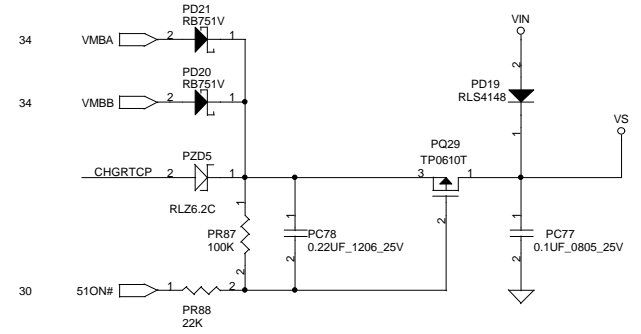 PD21
RB751V
34
VMBA
2
1
VIN
PD20
RB751V
2
PD19
RLS4148
34
VMBB
2
1
1
VS
PZD5
PQ29
TP0610T
CHGRTCP
2
1
3
1
RLZ6.2C
1
PR87
100K
2
1
PC78
0.22UF_1206_25V
2
2
1
PC77
0.1UF_0805_25V
2
30
51ON#
1
2
PR88
22K